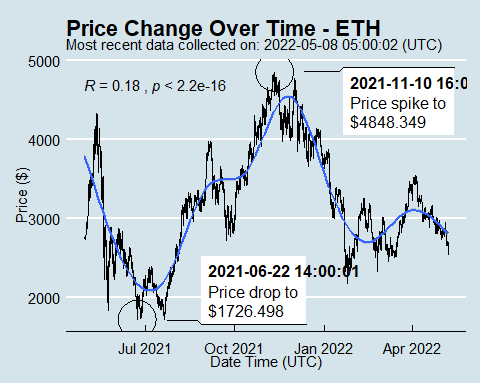 Price Change Over Time - ETH
Most recent data collected on: 2022-05-08 05:00:02 (UTC)
5000
R = 0.18 , p < 2.2e-16
2021-11-10 16:0
Price spike to
$4848.349
4000
Price ($)
3000
2021-06-22 14:00:01
Price drop to
$1726.498
2000
Jul 2021 Oct 2021 Jan 2022 Apr 2022
Date Time (UTC)